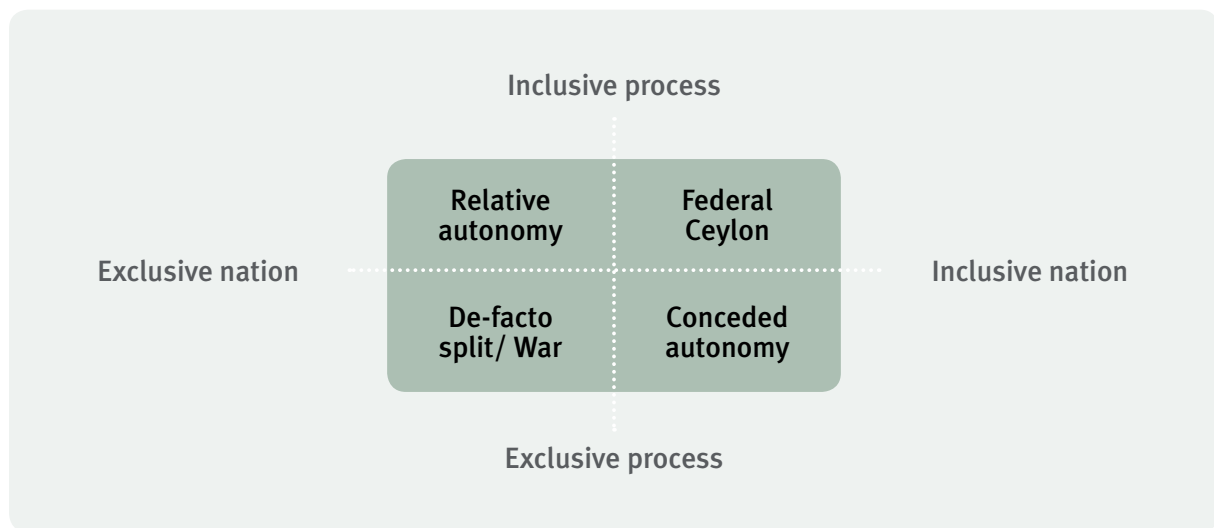 Inclusive process
Relative
autonomy
Federal
Ceylon
Exclusive nation
Inclusive nation
De-facto
split/ War
Conceded
autonomy
Exclusive process